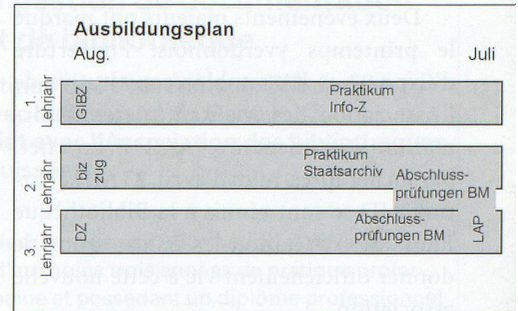 Ausbildungsplan
Aug. Juli
1. Lehrjahr
GIBZ
Praktikum
Info-Z
2. Lehrjahr
biz
zug
Praktikum
Staatsarchiv
Abschluss-
prüfungen BM
3. Lehrjahr
DZ
Abschluss-
prüfungen BM
LAP